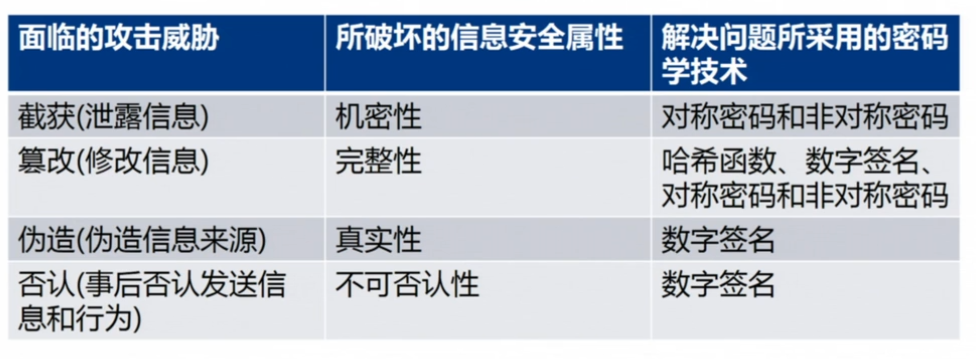 面临的攻击威胁
所破坏的信息安全属性
解决问题所采用的密码
学技术
截获(泄露信息)
机密性
对称密码和非对称密码
篡改(修改信息)
完整性
哈希函数、数字签名、
对称密码和非对称密码
伪造(伪造信息来源)
真实性
数字签名
否认(事后否认发送信
息和行为)
不可否认性
数字签名